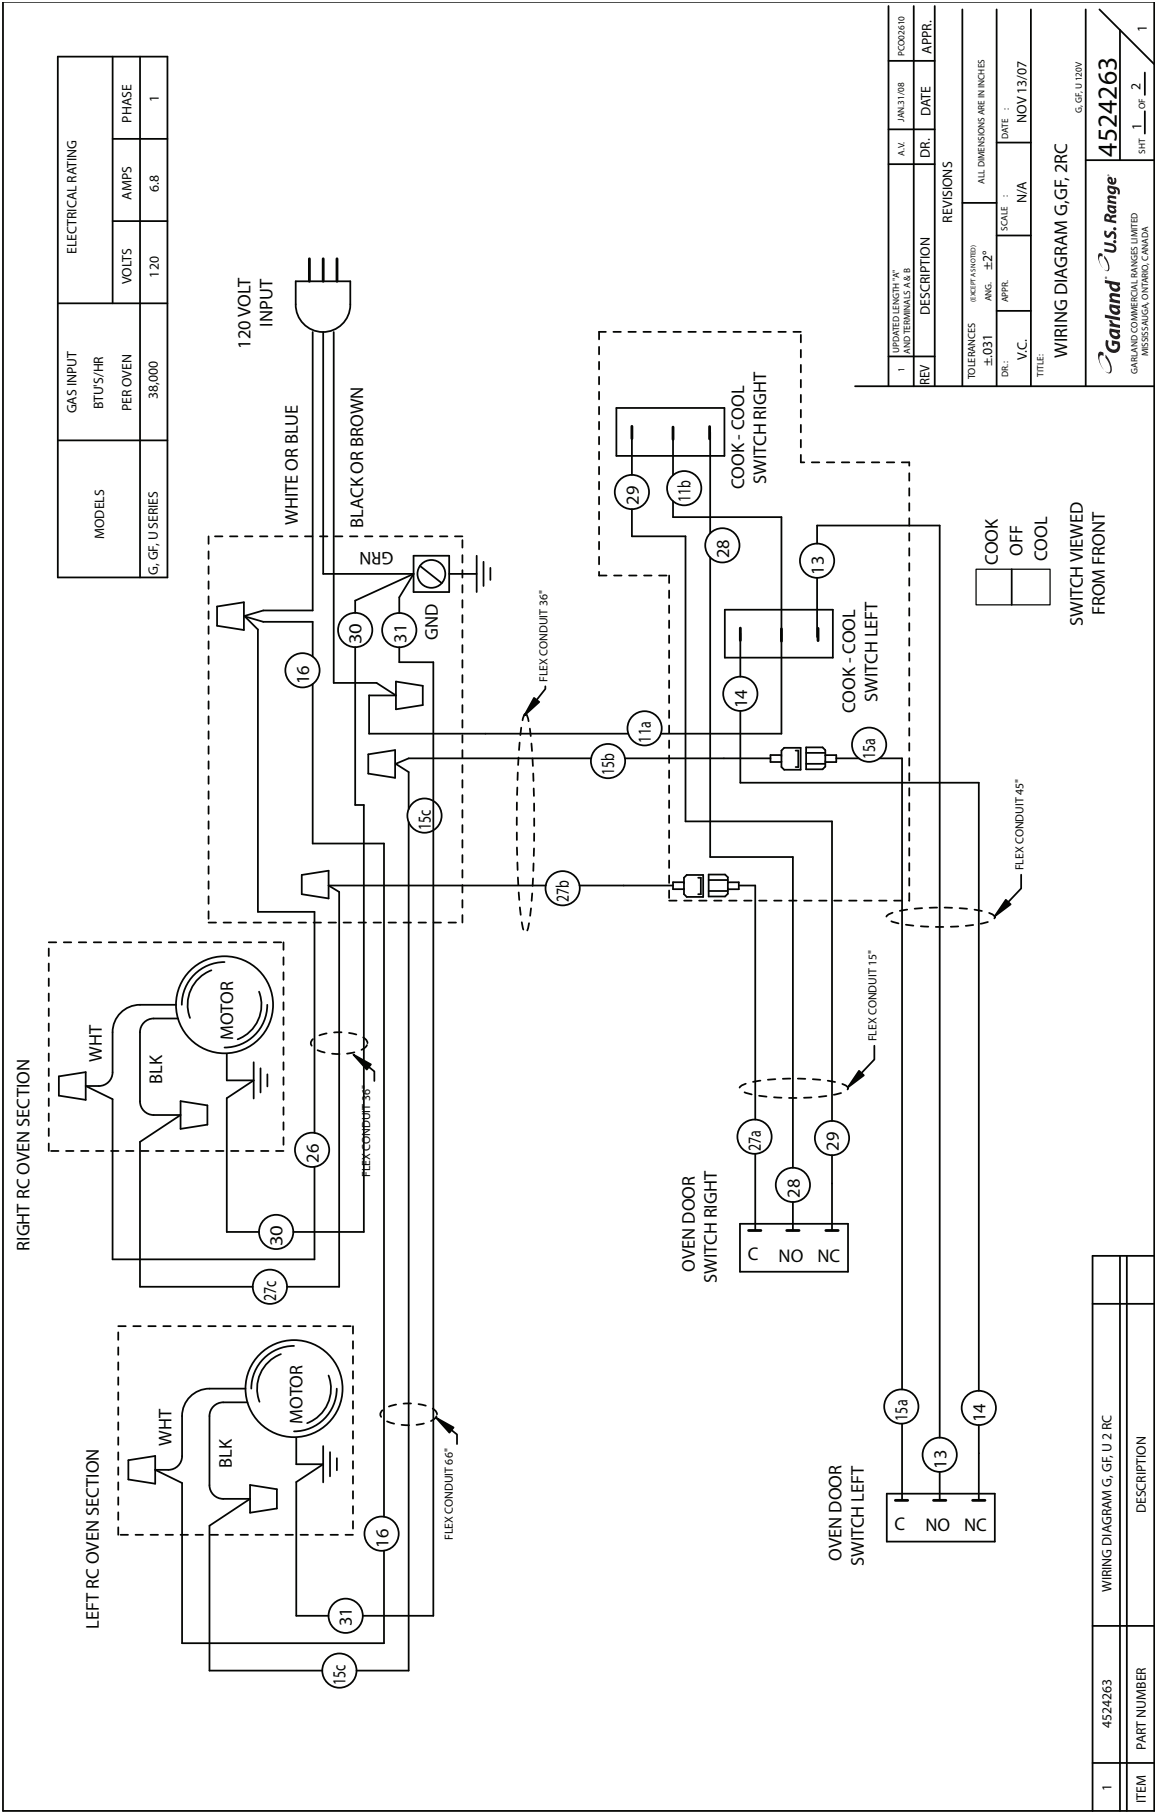 MODELS
GAS INPUT
BTU'S/HR
PER OVEN
ELECTRICAL RATING
VOLTS
AMPS
PHASE
G, GF, U SERIES
38,000
120
6.8
1
RIGHT RC OVEN SECTION
WHT
BLK
MOTOR
26
30
27c
FLEX CONDUIT 36"
LEFT RC OVEN SECTION
WHT
BLK
MOTOR
16
31
15c
FLEX CONDUIT 66"
120 VOLT
INPUT
WHITE OR BLUE
BLACK OR BROWN
GRN
GND
16
30
31
15c
FLEX CONDUIT 36"
27b
15b
11a
COOK - COOL
SWITCH RIGHT
29
11b
28
COOK - COOL
SWITCH LEFT
14
13
15a
OVEN DOOR
SWITCH RIGHT
C
NO
NC
27a
28
29
FLEX CONDUIT 15"
OVEN DOOR
SWITCH LEFT
C
NO
NC
15a
13
14
FLEX CONDUIT 45"
COOK
OFF
COOL
SWITCH VIEWED
FROM FRONT
1 UPDATED LENGTH "A"
AND TERMINALS A & B
A.V. JAN.31/08 PCO02610
REV DESCRIPTION DR. DATE APPR.
REVISIONS
TOLERANCES (EXCEPT AS NOTED)
±.031 ANG. ±2°
ALL DIMENSIONS ARE IN INCHES
DR.: APPR. SCALE : DATE :
V.C. N/A NOV 13/07
TITLE:
WIRING DIAGRAM G,GF, 2RC
G, GF, U 120V
Garland U.S. Range
GARLAND COMMERCIAL RANGES LIMITED
MISSISSAUGA, ONTARIO, CANADA
4524263
SHT 1 OF 2
1
1 4524263 WIRING DIAGRAM G, GF, U 2 RC
ITEM PART NUMBER DESCRIPTION